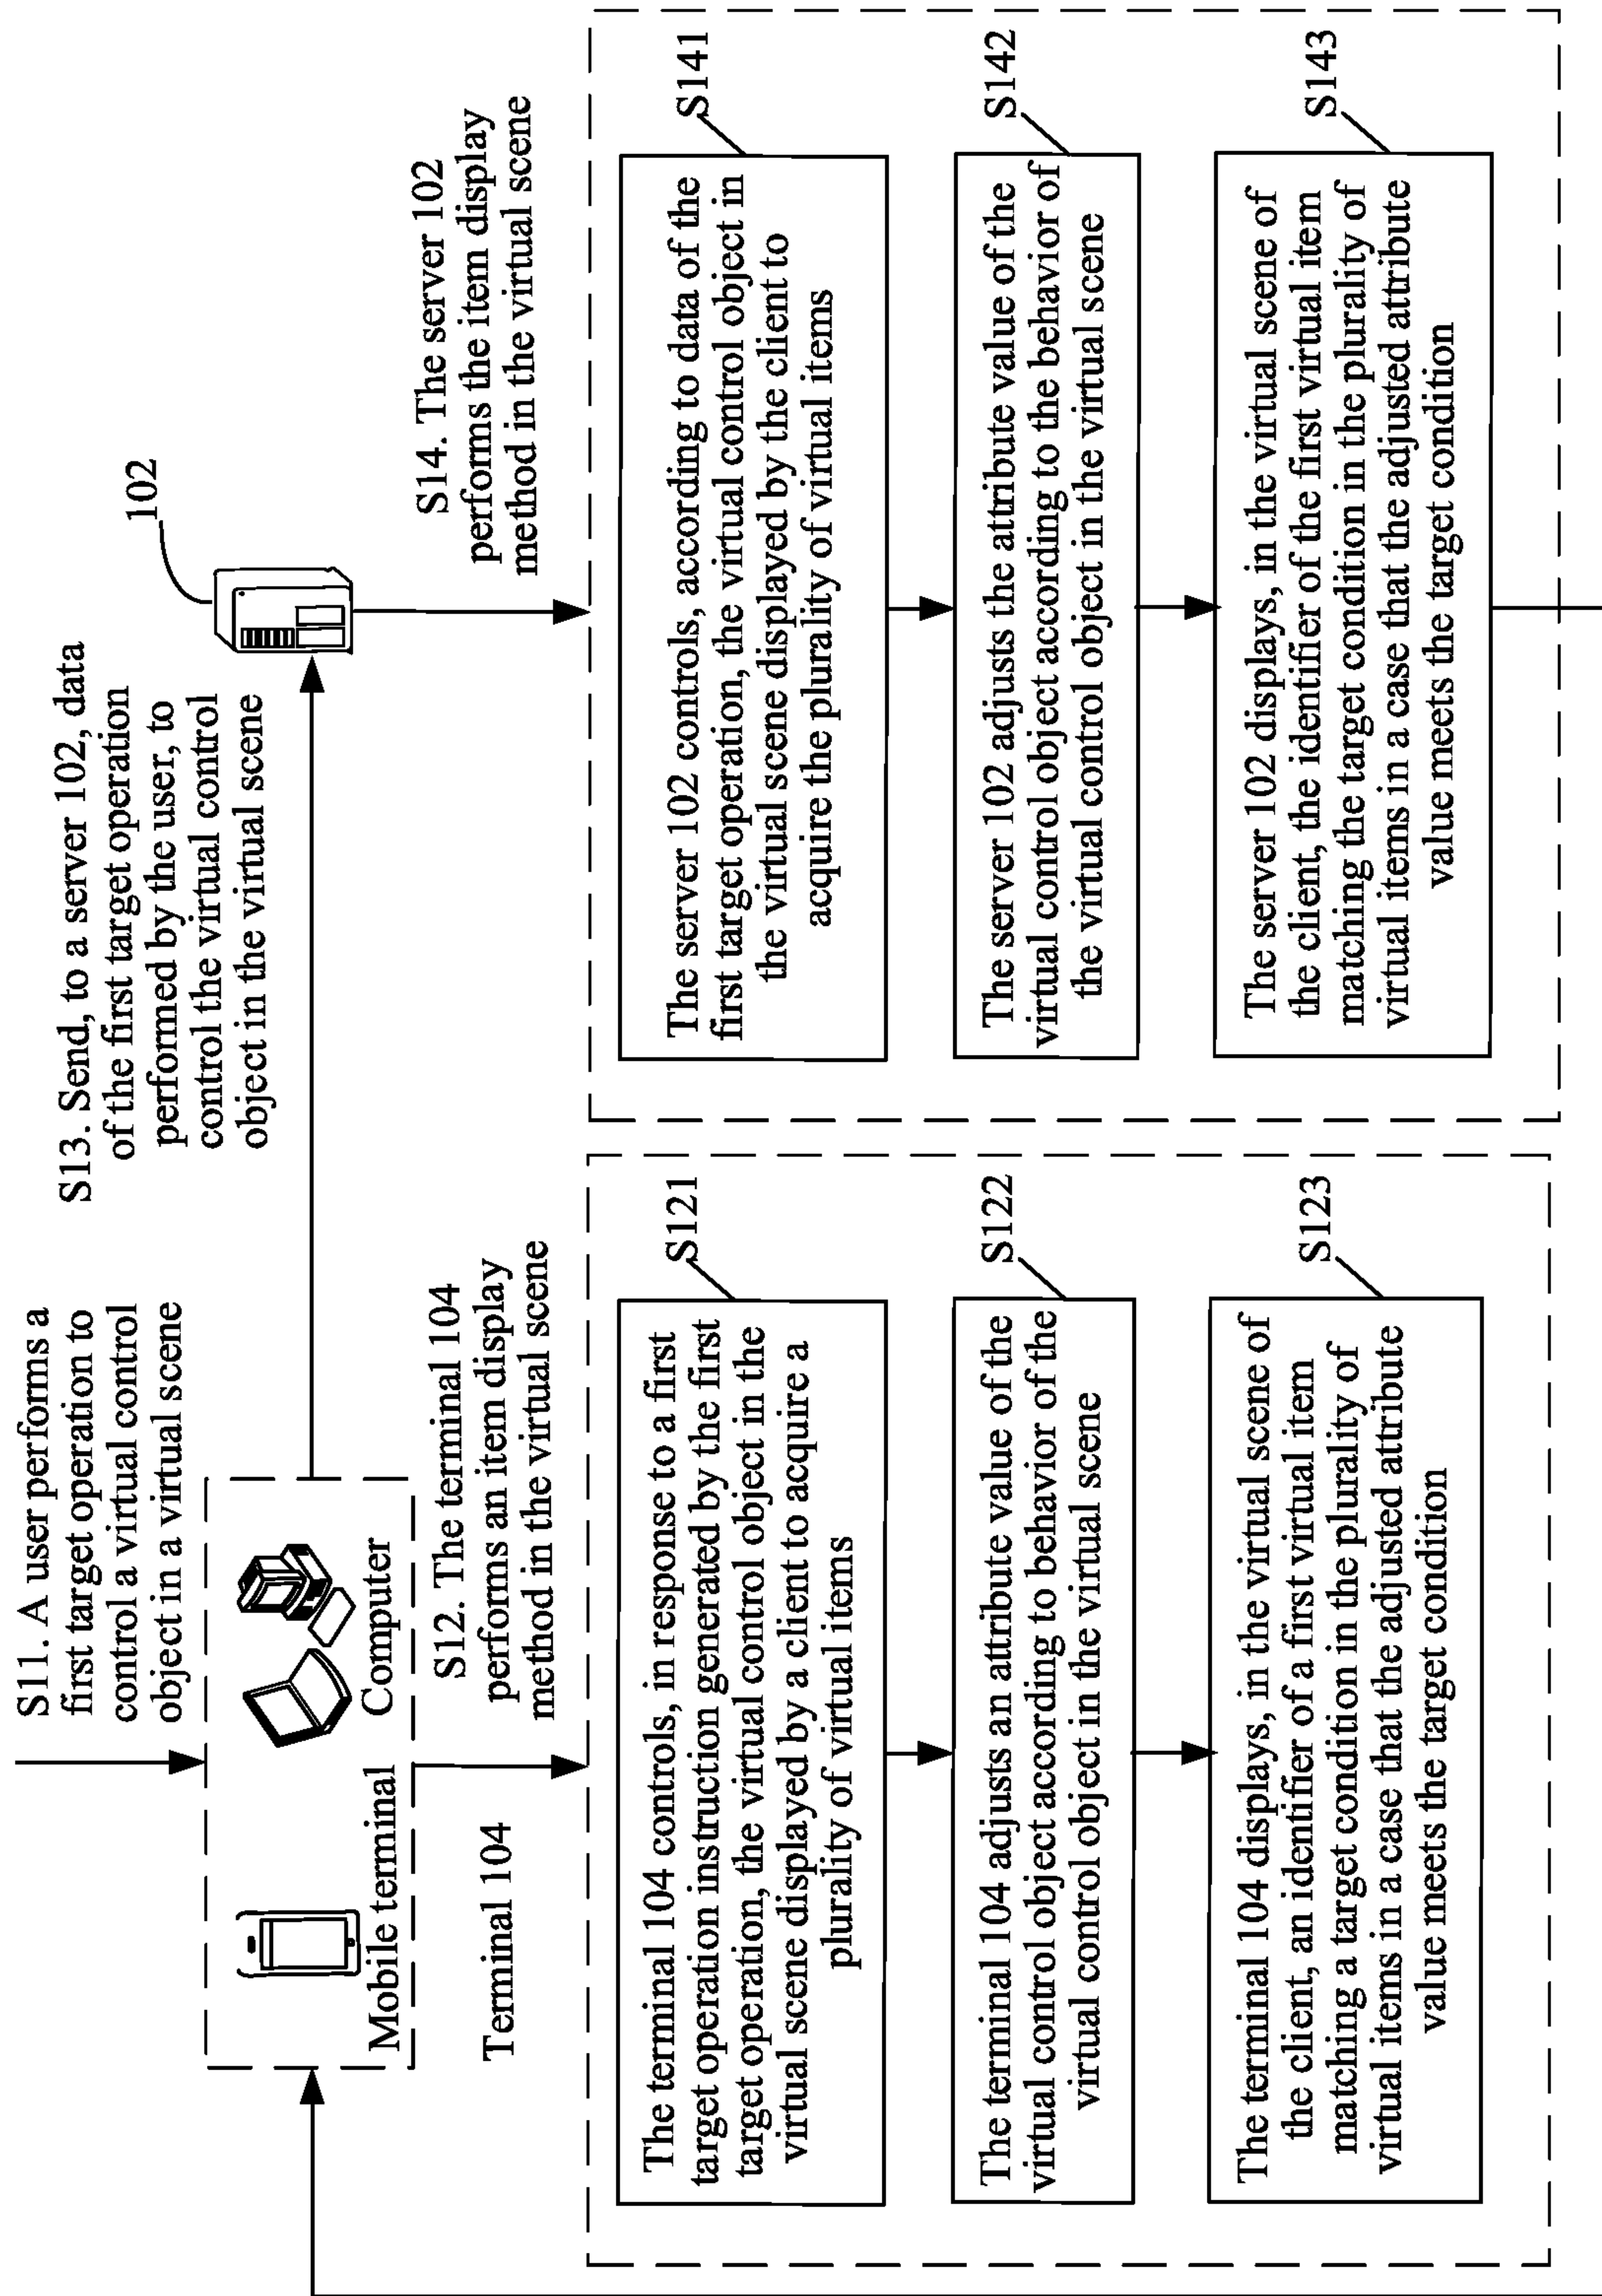 S11. A user performs a
first target operation to
control a virtual control
object in a virtual scene
Mobile terminal
Computer
Terminal 104
S12. The terminal 104
performs an item display
method in the virtual scene
S121
The terminal 104 controls, in response to a first
target operation instruction generated by the first
target operation, the virtual control object in the
virtual scene displayed by a client to acquire a
plurality of virtual items
S122
The terminal 104 adjusts an attribute value of the
virtual control object according to behavior of the
virtual control object in the virtual scene
S123
The terminal 104 displays, in the virtual scene of
the client, an identifier of a first virtual item
matching a target condition in the plurality of
virtual items in a case that the adjusted attribute
value meets the target condition
S13. Send, to a server 102, data
of the first target operation
performed by the user, to
control the virtual control
object in the virtual scene
102
S14. The server 102
performs the item display
method in the virtual scene
S141
The server 102 controls, according to data of the
first target operation, the virtual control object in
the virtual scene displayed by the client to
acquire the plurality of virtual items
S142
The server 102 adjusts the attribute value of the
virtual control object according to the behavior of
the virtual control object in the virtual scene
S143
The server 102 displays, in the virtual scene of
the client, the identifier of the first virtual item
matching the target condition in the plurality of
virtual items in a case that the adjusted attribute
value meets the target condition